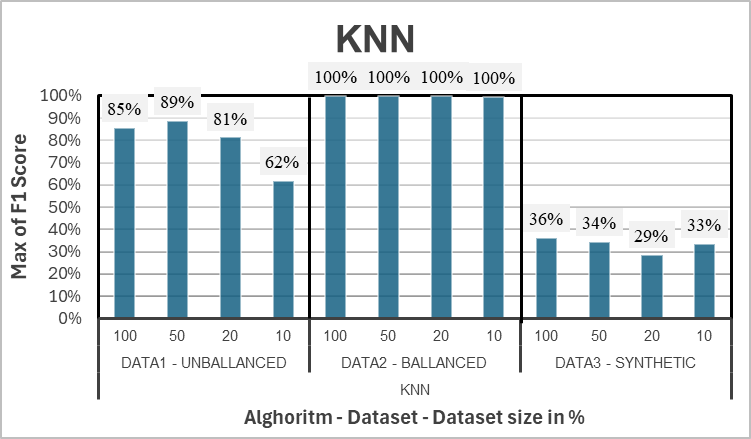 KNN
100% 100% 100% 100%
85% 89% 81% 62%
36% 34% 29% 33%
100%
90%
80%
70%
60%
50%
40%
30%
20%
10%
0%
Max of F1 Score
100 50 20 10 100 50 20 10 100 50 20 10
DATA1 - UNBALLANCED DATA2 - BALLANCED DATA3 - SYNTHETIC
KNN
Alghoritm - Dataset - Dataset size in %